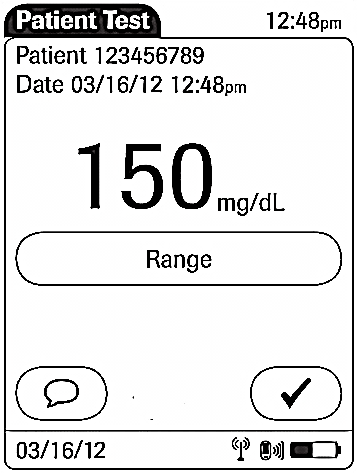 Patient Test 12:48pm
Patient 123456789
Date 03/16/12 12:48pm
150 mg/dL
Range
03/16/12